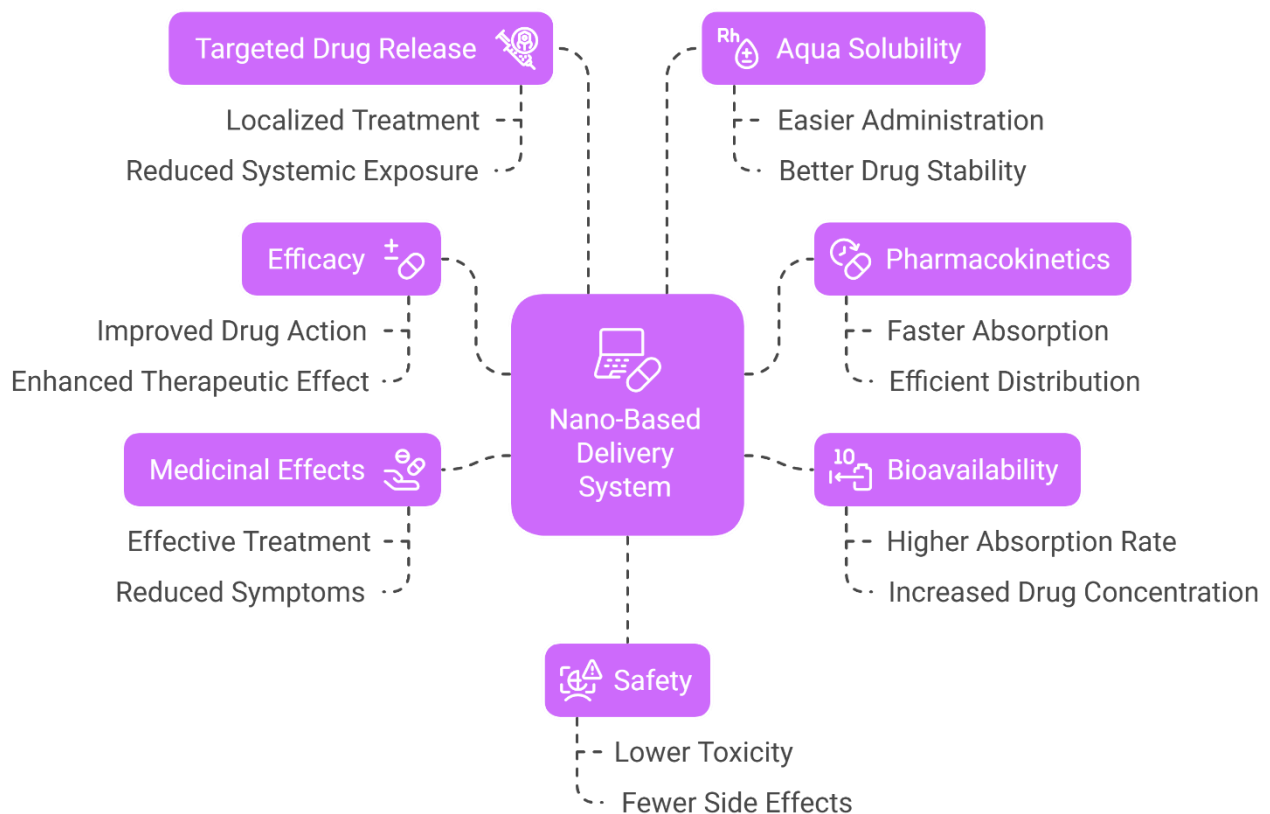 Targeted Drug Release
Localized Treatment
Reduced Systemic Exposure
Rh
Aqua Solubility
Easier Administration
Better Drug Stability
Efficacy
Improved Drug Action
Enhanced Therapeutic Effect
Pharmacokinetics
Faster Absorption
Efficient Distribution
Nano-Based
Delivery
System
Medicinal Effects
Effective Treatment
Reduced Symptoms
10
Bioavailability
Higher Absorption Rate
Increased Drug Concentration
Safety
Lower Toxicity
Fewer Side Effects